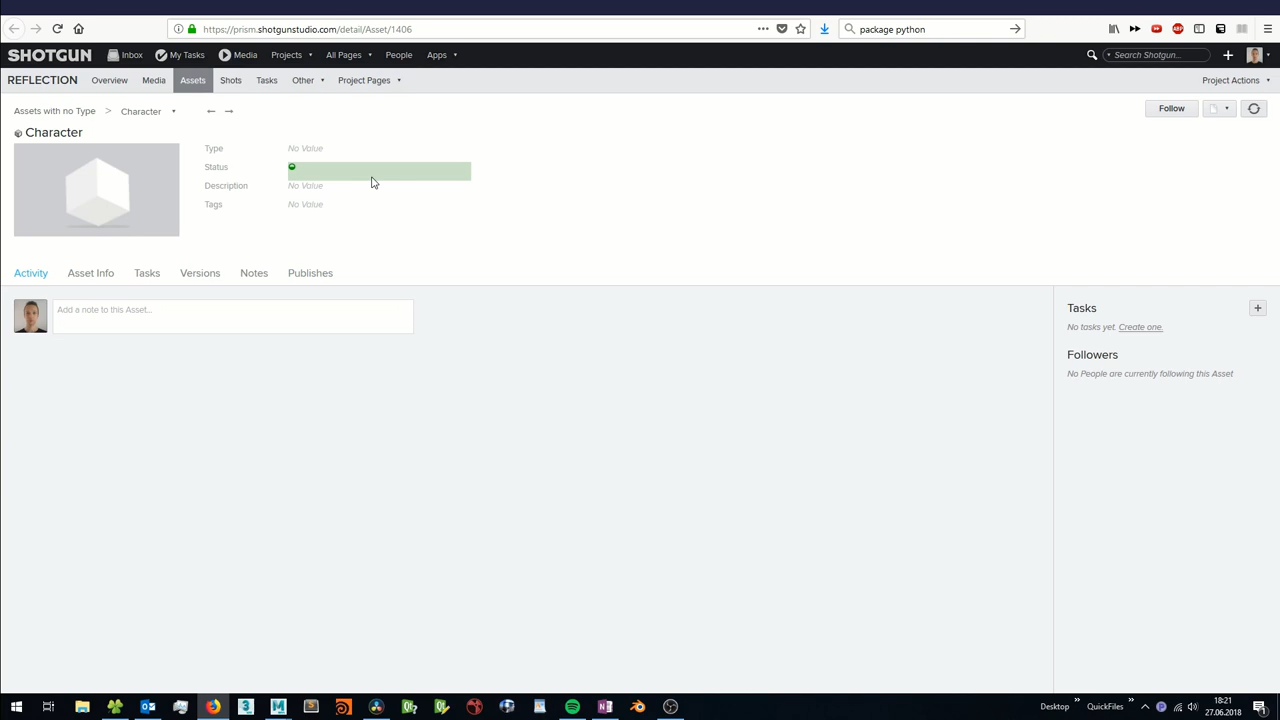 https://prism.shotgunstudio.com/detail/Asset/1406
package python
SHOTGUN Inbox My Tasks Media Projects All Pages People Apps Search Shotgun...
REFLECTION Overview Media Assets Shots Tasks Other Project Pages Project Actions
Assets with no Type > Character
Follow
Character
Type No Value
Status
Description No Value
Tags No Value
Activity Asset Info Tasks Versions Notes Publishes
Add a note to this Asset...
Tasks
No tasks yet. Create one.
Followers
No People are currently following this Asset
Desktop QuickFiles 18:21
27.06.2018